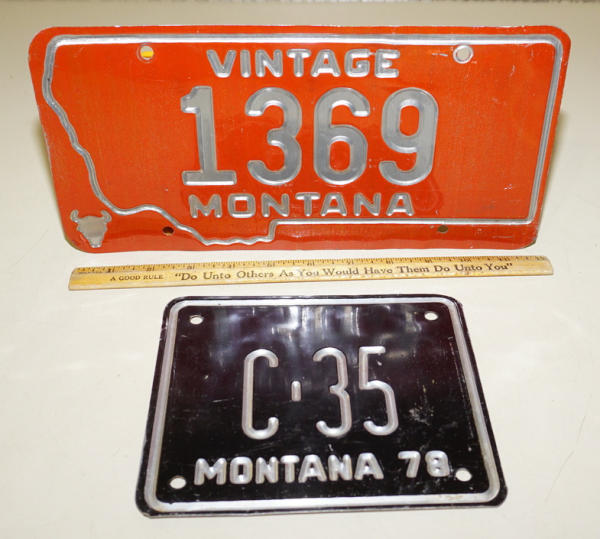 VINTAGE
1369
MONTANA
A GOOD RULE "Do Unto Others As You Would Have Them Do Unto You"
C-35
MONTANA 78